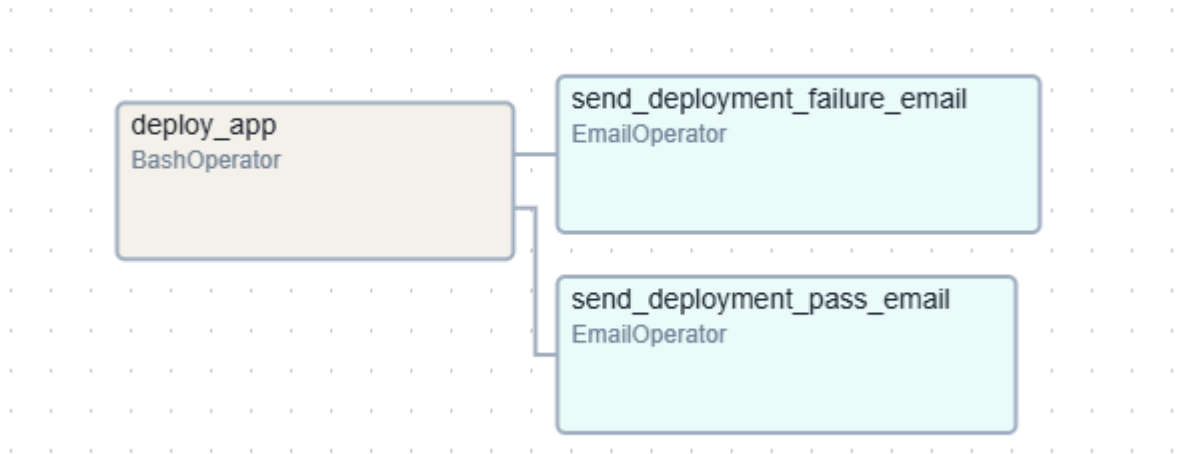 deploy_app
BashOperator
send_deployment_failure_email
EmailOperator
send_deployment_pass_email
EmailOperator